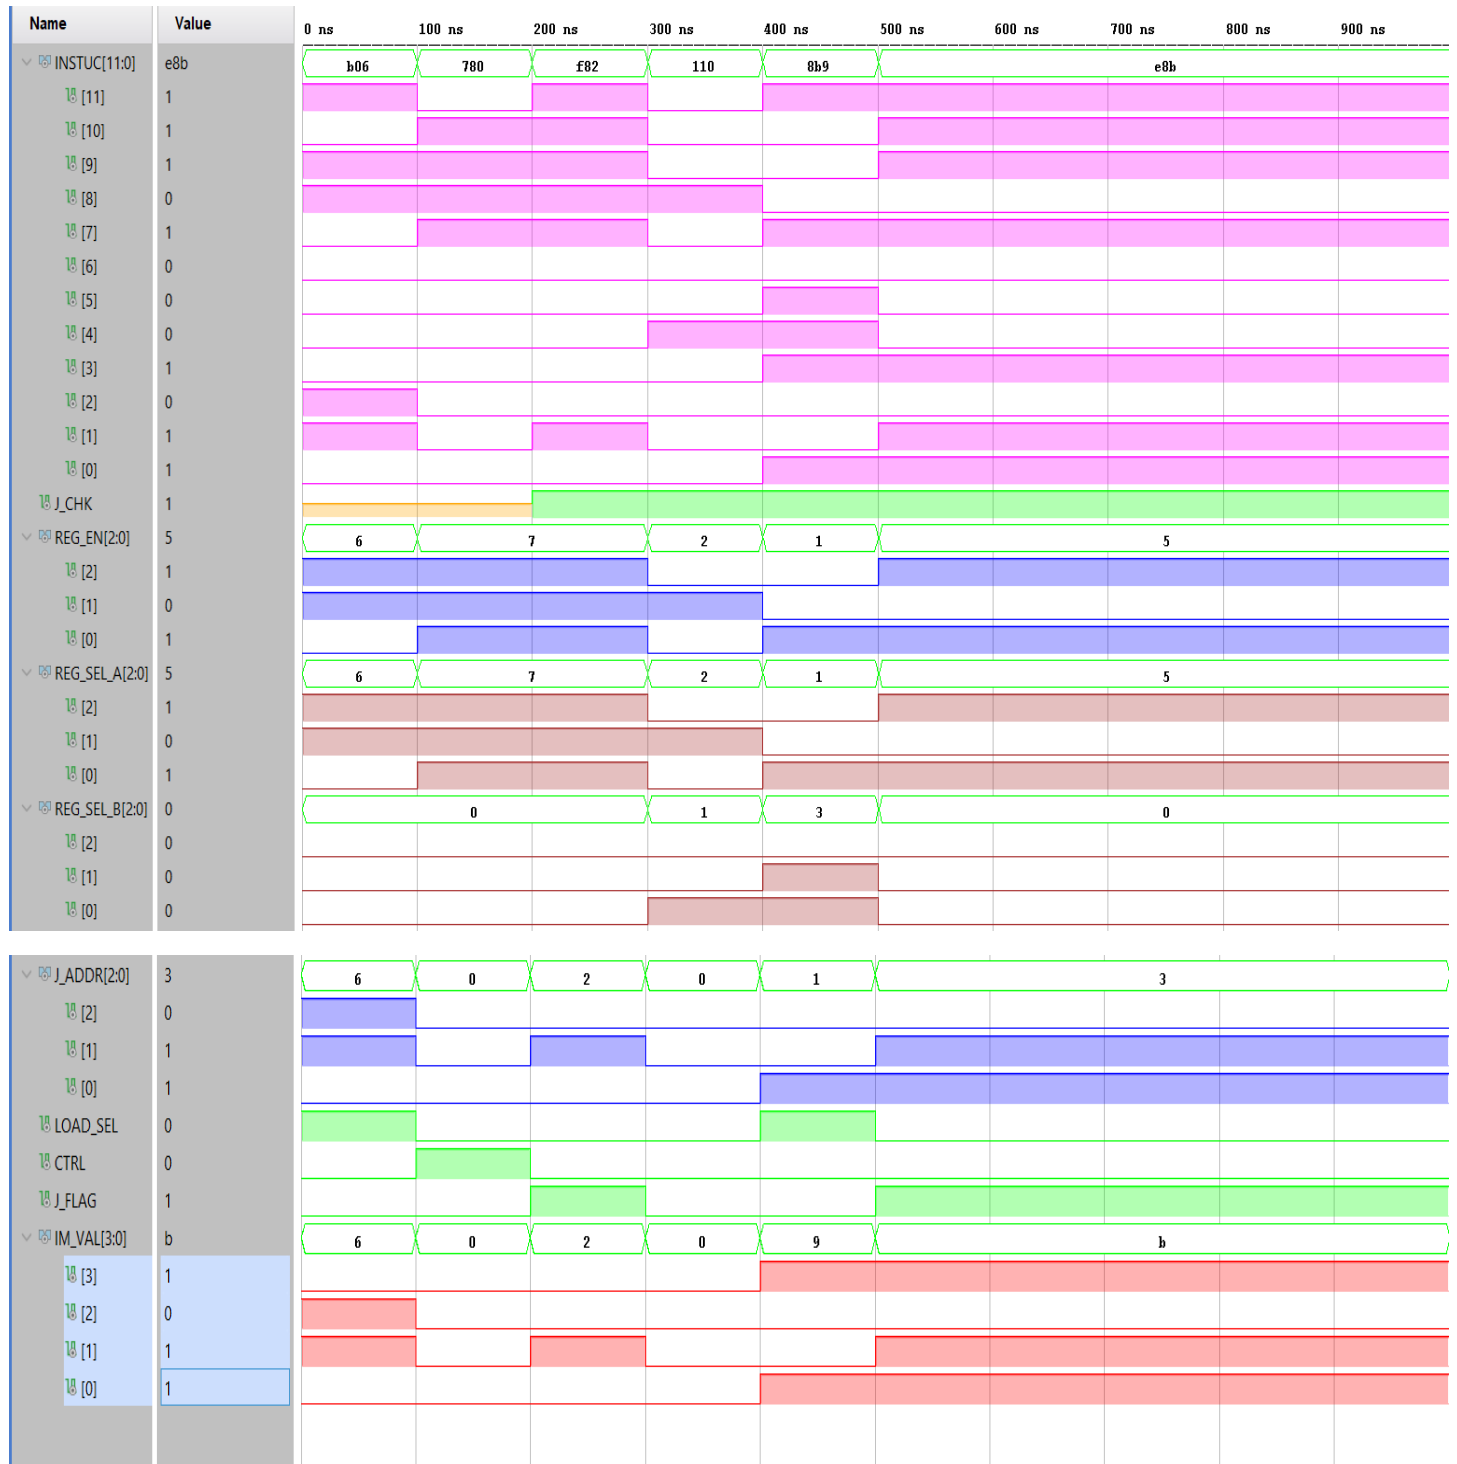 Name Value 0 ns 100 ns 200 ns 300 ns 400 ns 500 ns 600 ns 700 ns 800 ns 900 ns
INSTUC[11:0] e8b b06 780 f82 110 8b9 e8b
[11] 1
[10] 1
[9] 1
[8] 0
[7] 1
[6] 0
[5] 0
[4] 0
[3] 1
[2] 0
[1] 1
[0] 1
J_CHK 1
REG_EN[2:0] 5 6 7 2 1 5
[2] 1
[1] 0
[0] 1
REG_SEL_A[2:0] 5 6 7 2 1 5
[2] 1
[1] 0
[0] 1
REG_SEL_B[2:0] 0 0 1 3 0
[2] 0
[1] 0
[0] 0
J_ADDR[2:0] 3 6 0 2 0 1 3
[2] 0
[1] 1
[0] 1
LOAD_SEL 0
CTRL 0
J_FLAG 1
IM_VAL[3:0] b 6 0 2 0 9 b
[3] 1
[2] 0
[1] 1
[0] 1